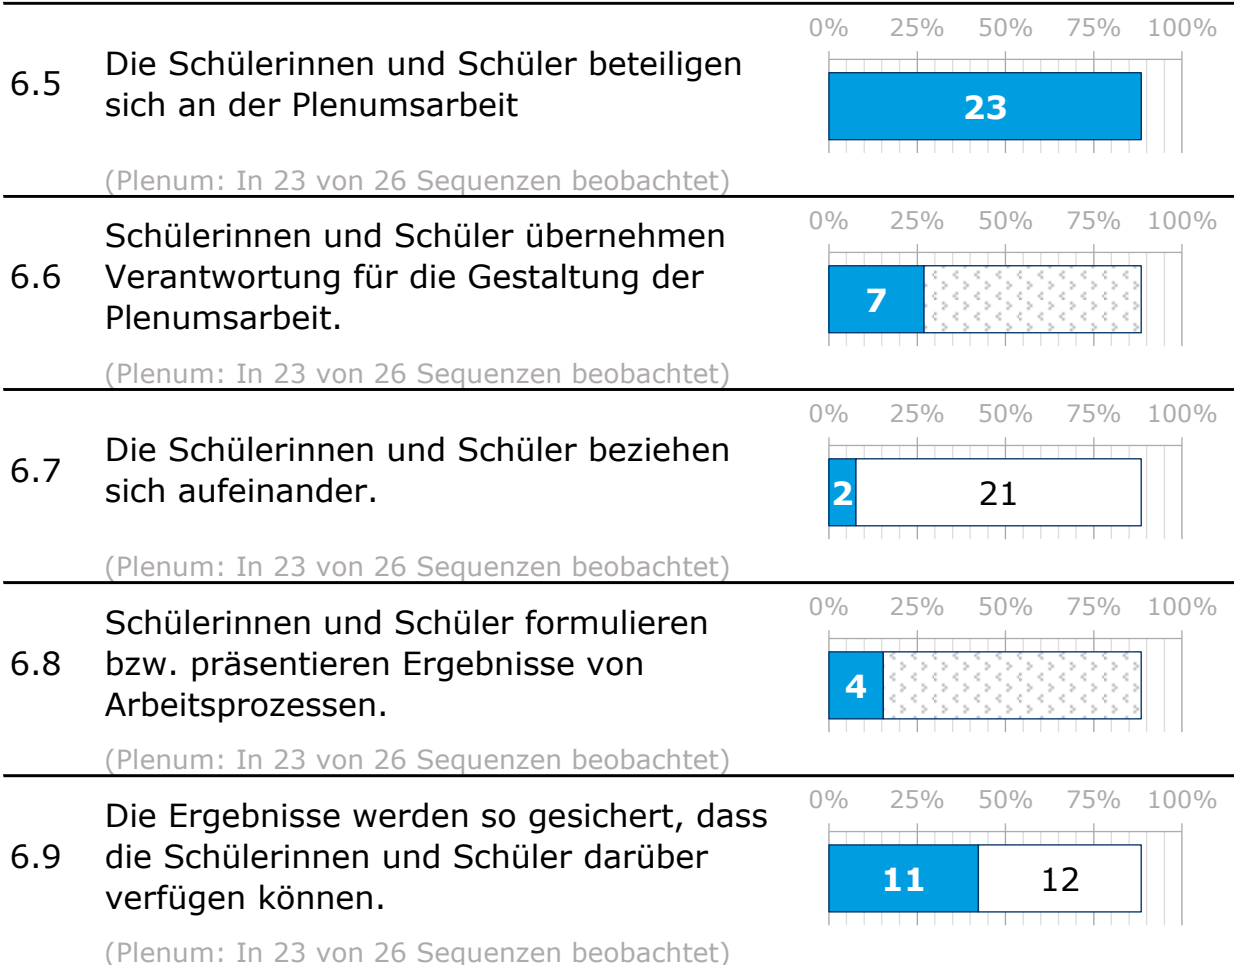 0% 25% 50% 75% 100%
6.5 Die Schülerinnen und Schüler beteiligen
sich an der Plenumsarbeit
23
(Plenum: In 23 von 26 Sequenzen beobachtet)
0% 25% 50% 75% 100%
Schülerinnen und Schüler übernehmen
6.6 Verantwortung für die Gestaltung der
Plenumsarbeit.
7
(Plenum: In 23 von 26 Sequenzen beobachtet)
0% 25% 50% 75% 100%
6.7 Die Schülerinnen und Schüler beziehen
sich aufeinander.
2 21
(Plenum: In 23 von 26 Sequenzen beobachtet)
0% 25% 50% 75% 100%
Schülerinnen und Schüler formulieren
6.8 bzw. präsentieren Ergebnisse von
Arbeitsprozessen.
4
(Plenum: In 23 von 26 Sequenzen beobachtet)
0% 25% 50% 75% 100%
Die Ergebnisse werden so gesichert, dass
6.9 die Schülerinnen und Schüler darüber
verfügen können.
11 12
(Plenum: In 23 von 26 Sequenzen beobachtet)